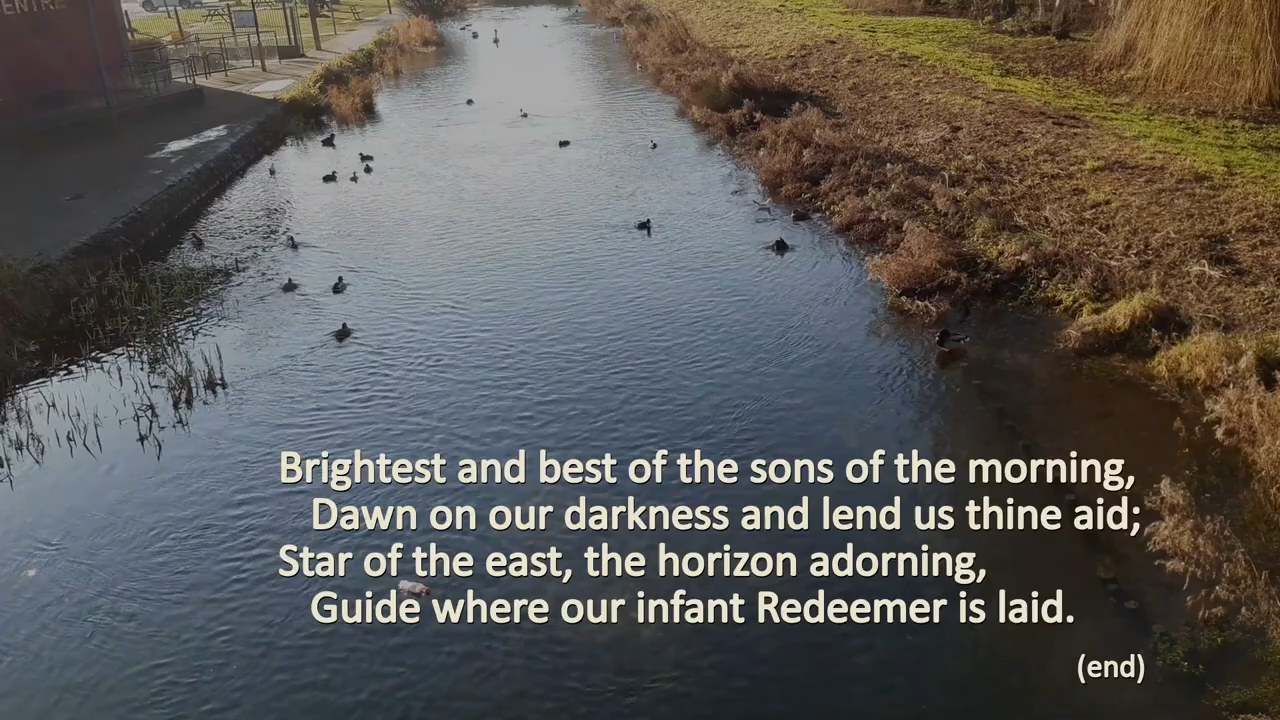 ENTRE
Brightest and best of the sons of the morning,
Dawn on our darkness and lend us thine aid;
Star of the east, the horizon adorning,
Guide where our infant Redeemer is laid.
(end)